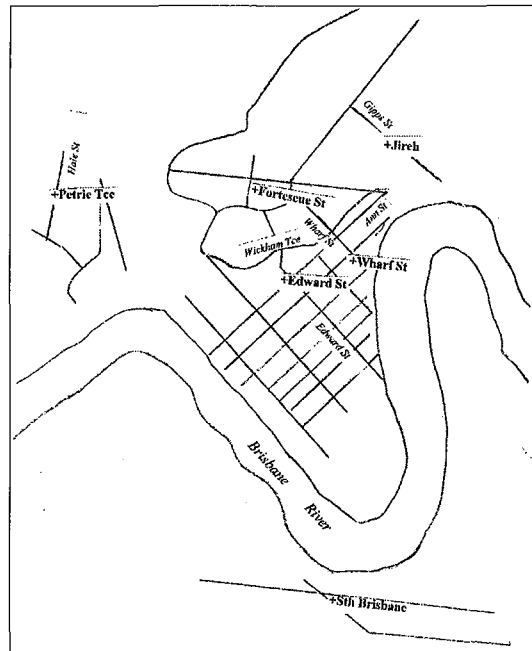 Gipps St
+Jireh
Hale St
+Petrie Tce
+Fortescue St
Ann St
Wharf St
Wickham Tce
+Wharf St
+Edward St
Edward St
Brisbane
River
+Sth Brisbane